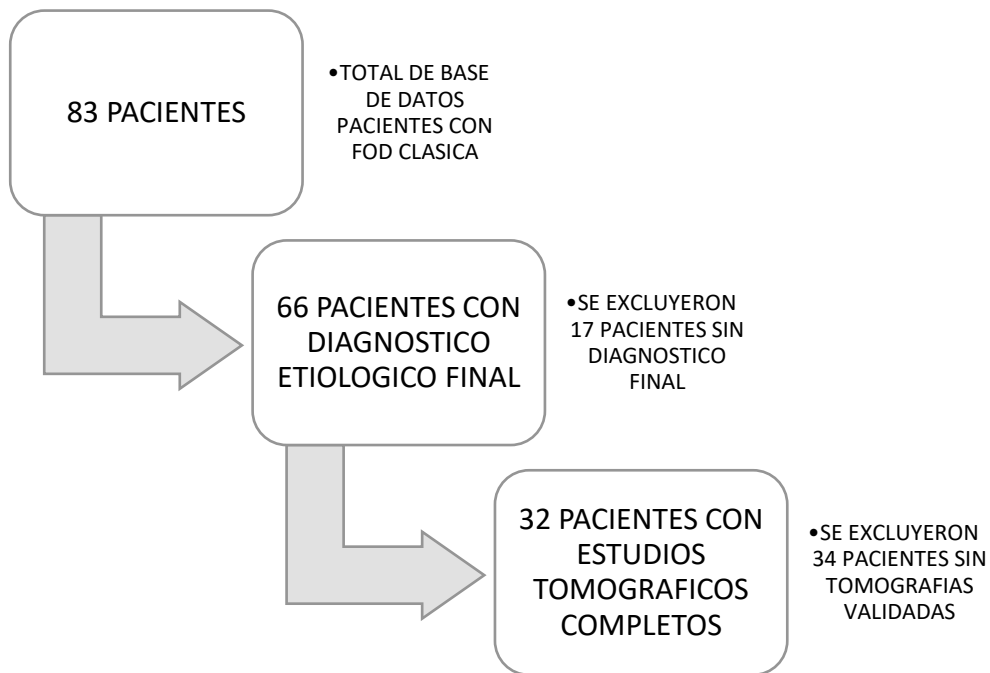 83 PACIENTES
•TOTAL DE BASE
DE DATOS
PACIENTES CON
FOD CLASICA
66 PACIENTES CON
DIAGNOSTICO
ETIOLOGICO FINAL
•SE EXCLUYERON
17 PACIENTES SIN
DIAGNOSTICO
FINAL
32 PACIENTES CON
ESTUDIOS
TOMOGRAFICOS
COMPLETOS
•SE EXCLUYERON
34 PACIENTES SIN
TOMOGRAFIAS
VALIDADAS